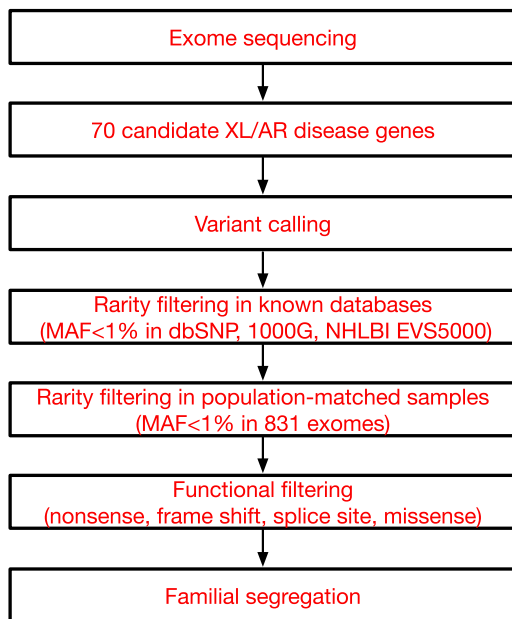 Exome sequencing
70 candidate XL/AR disease genes
Variant calling
Rarity filtering in known databases
(MAF<1% in dbSNP, 1000G, NHLBI EVS5000)
Rarity filtering in population-matched samples
(MAF<1% in 831 exomes)
Functional filtering
(nonsense, frame shift, splice site, missense)
Familial segregation